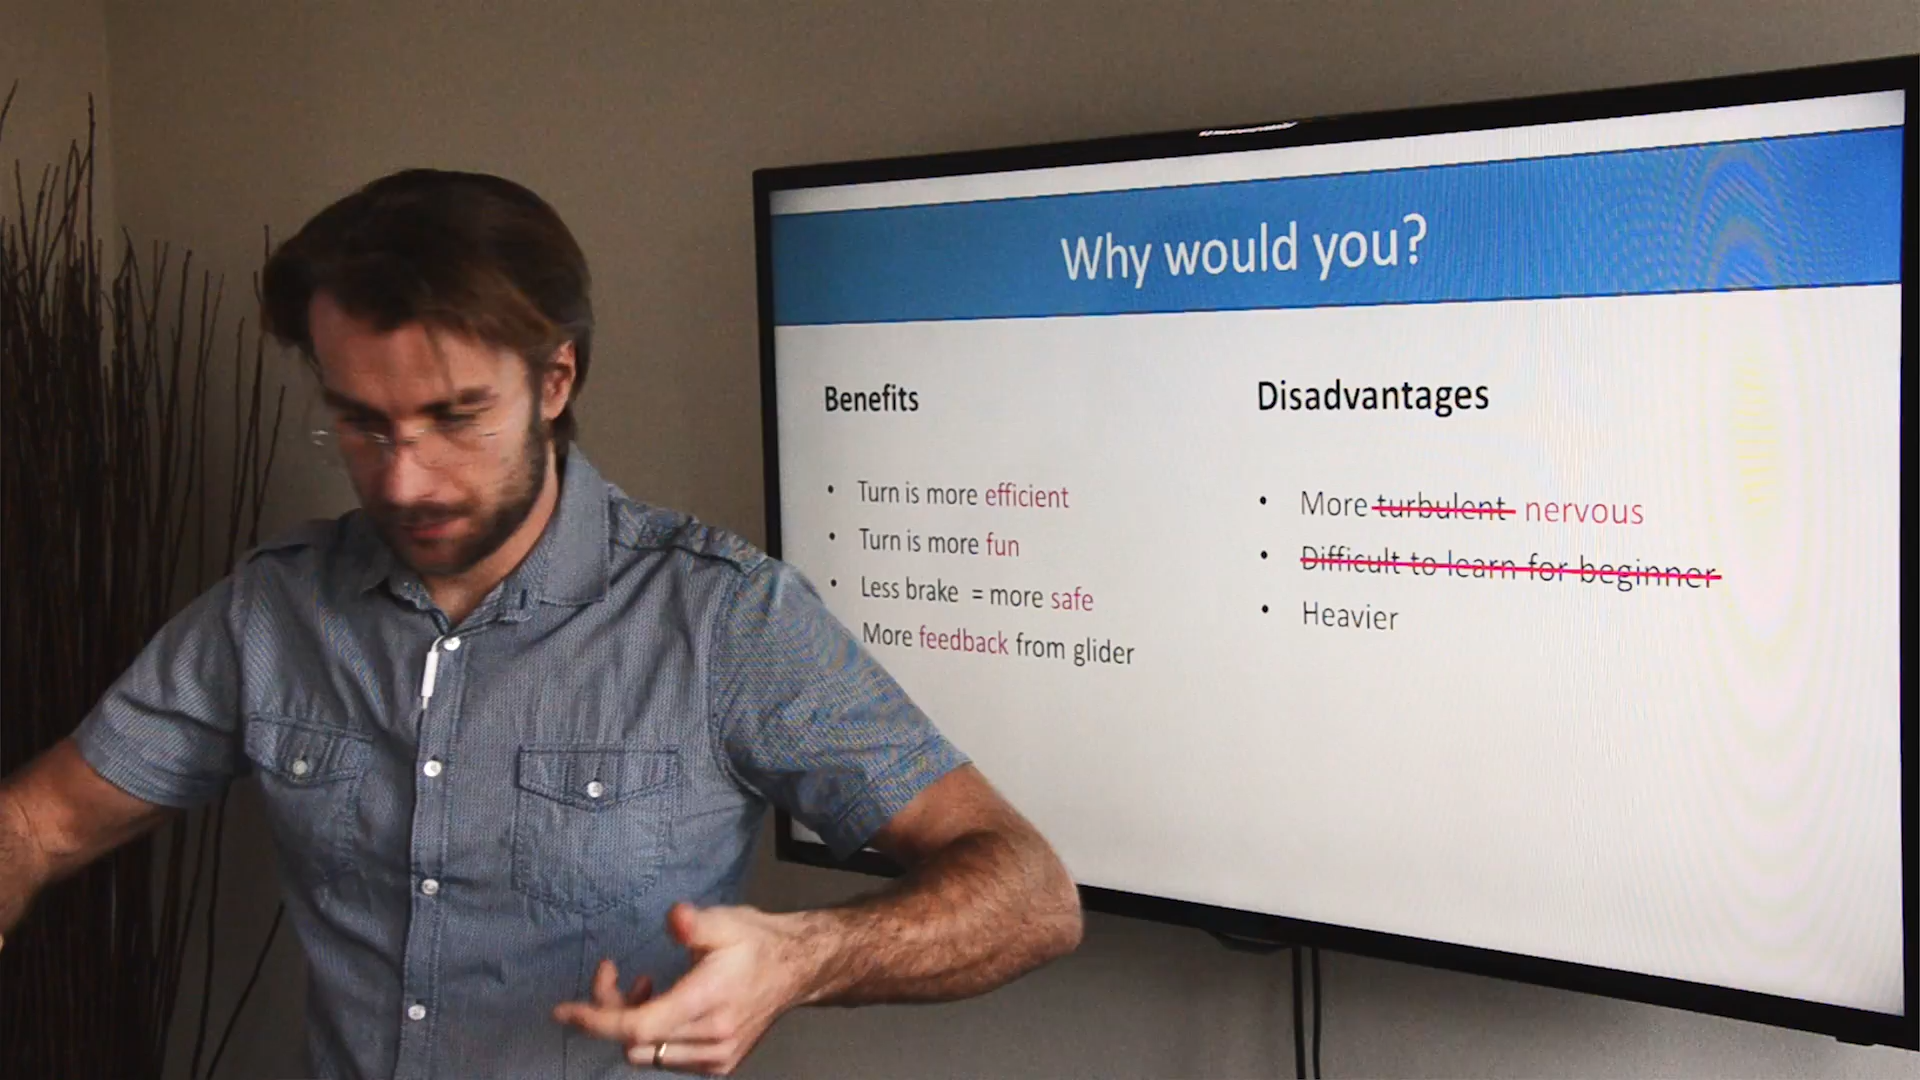 Why would you?
Benefits
• Turn is more efficient
• Turn is more fun
• Less brake = more safe
More feedback from glider
Disadvantages
• More turbulent nervous
• Difficult to learn for beginner
• Heavier